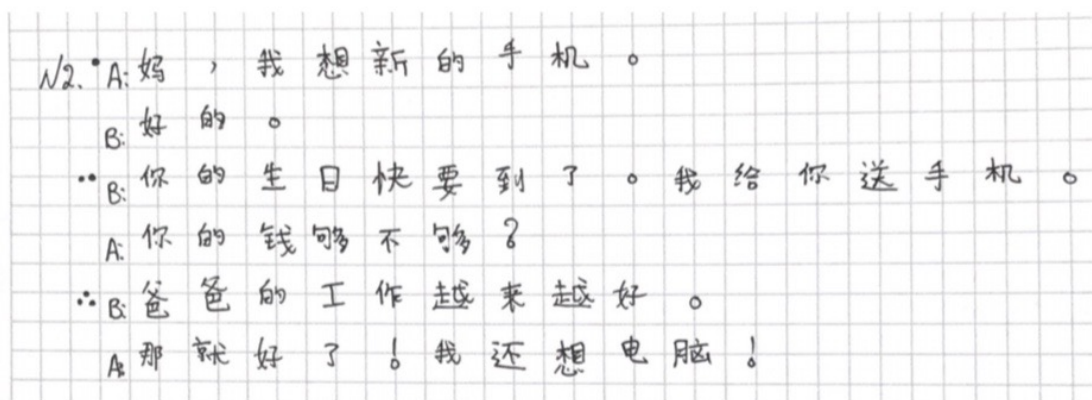 №2. • A: 妈，我想新的手机。
B: 好的。
•• B: 你的生日快要到了。我给你送手机。
A: 你的钱够不够？
∴ B: 爸爸的工作越来越好。
A: 那就好了！我还想电脑！